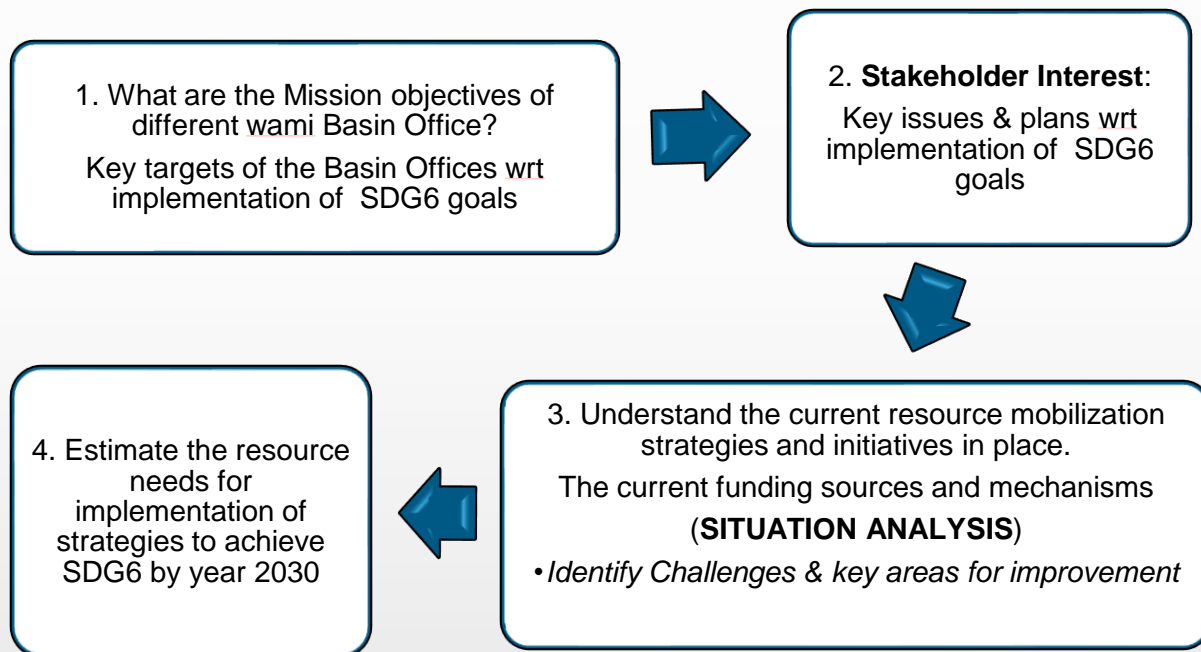 1. What are the Mission objectives of
different wami Basin Office?
Key targets of the Basin Offices wrt
implementation of SDG6 goals
2. Stakeholder Interest:
Key issues & plans wrt
implementation of SDG6
goals
3. Understand the current resource mobilization
strategies and initiatives in place.
The current funding sources and mechanisms
(SITUATION ANALYSIS)
•Identify Challenges & key areas for improvement
4. Estimate the resource
needs for
implementation of
strategies to achieve
SDG6 by year 2030